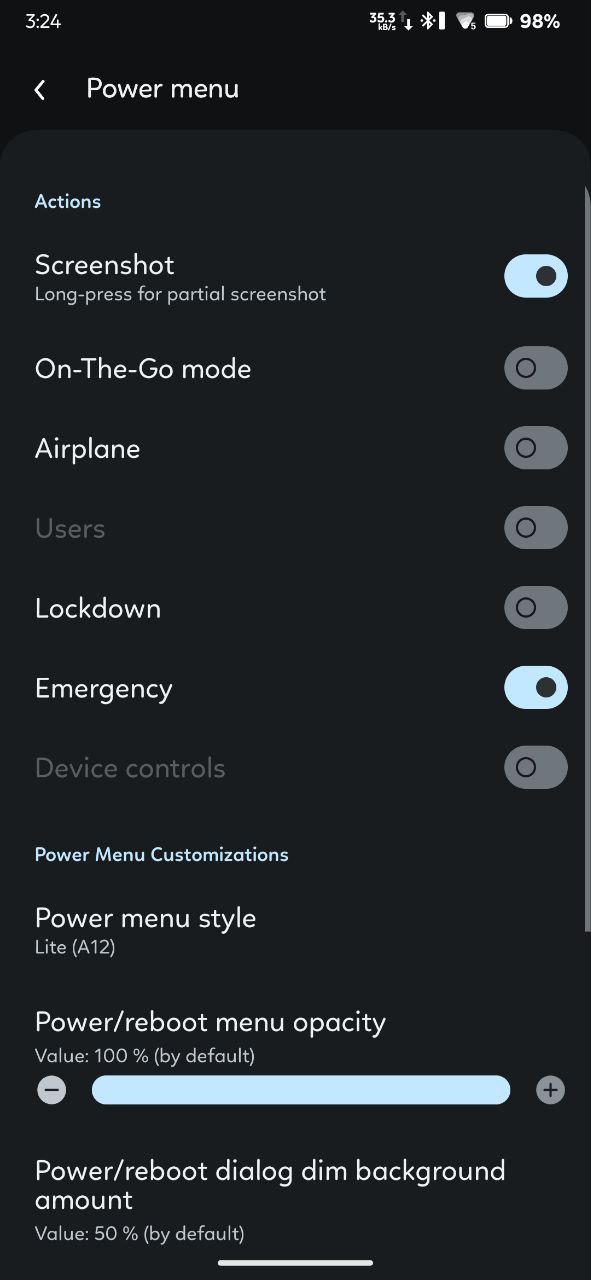 3:24
35.3
kB/s
5
98%
Power menu
Actions
Screenshot
Long-press for partial screenshot
On-The-Go mode
Airplane
Users
Lockdown
Emergency
Device controls
Power Menu Customizations
Power menu style
Lite (A12)
Power/reboot menu opacity
Value: 100 % (by default)
Power/reboot dialog dim background
amount
Value: 50 % (by default)